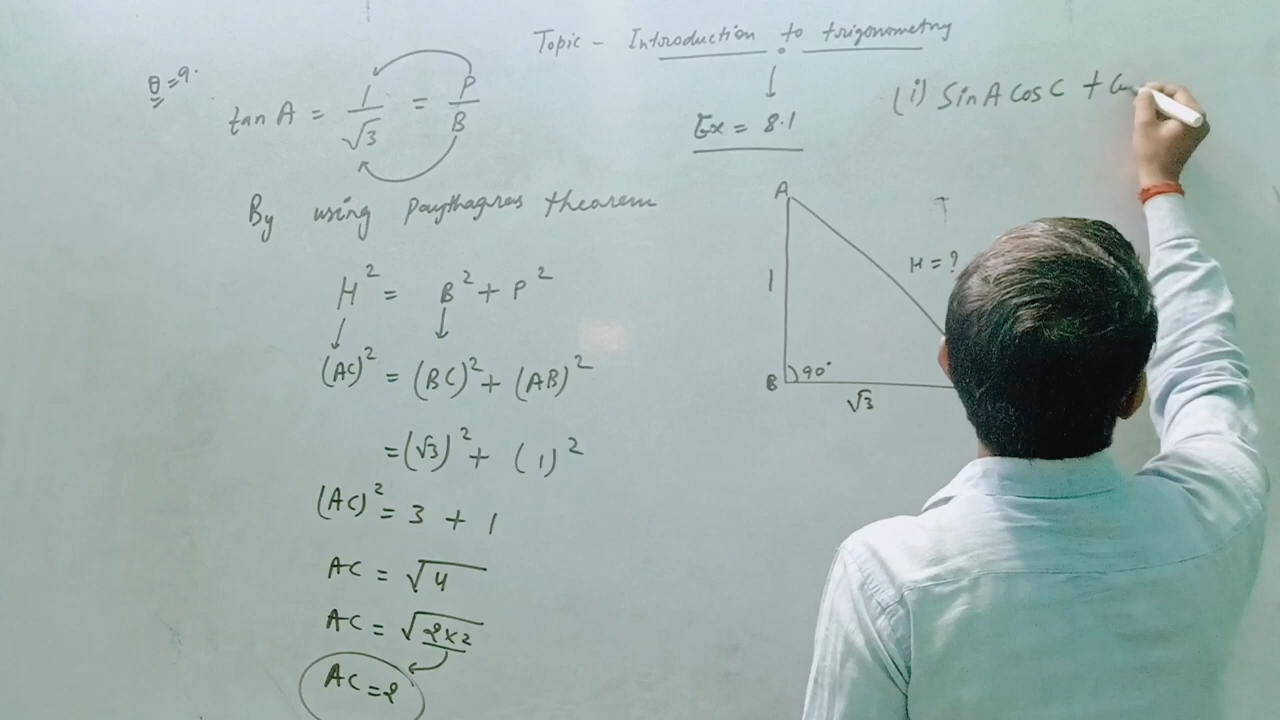 Topic - Introduction to trigonometry
Ex = 8.1
θ = 9.
tan A = 1/√3 = P/B
By using Paythagras thearem
H² = B² + P²
(AC)² = (BC)² + (AB)²
= (√3)² + (1)²
(AC)² = 3 + 1
AC = √4
AC = √2×2
AC = 2
A
1
H = ?
B
90°
√3
(i) Sin A Cos C +